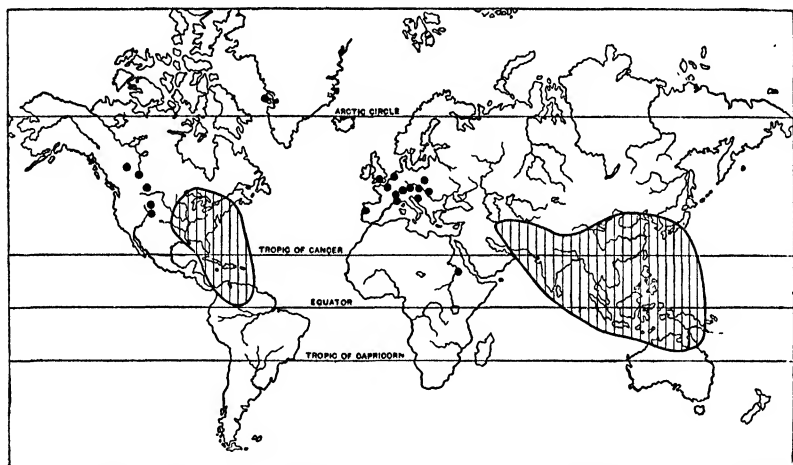 ARCTIC CIRCLE
TROPIC OF CANCER
EQUATOR
TROPIC OF CAPRICORN